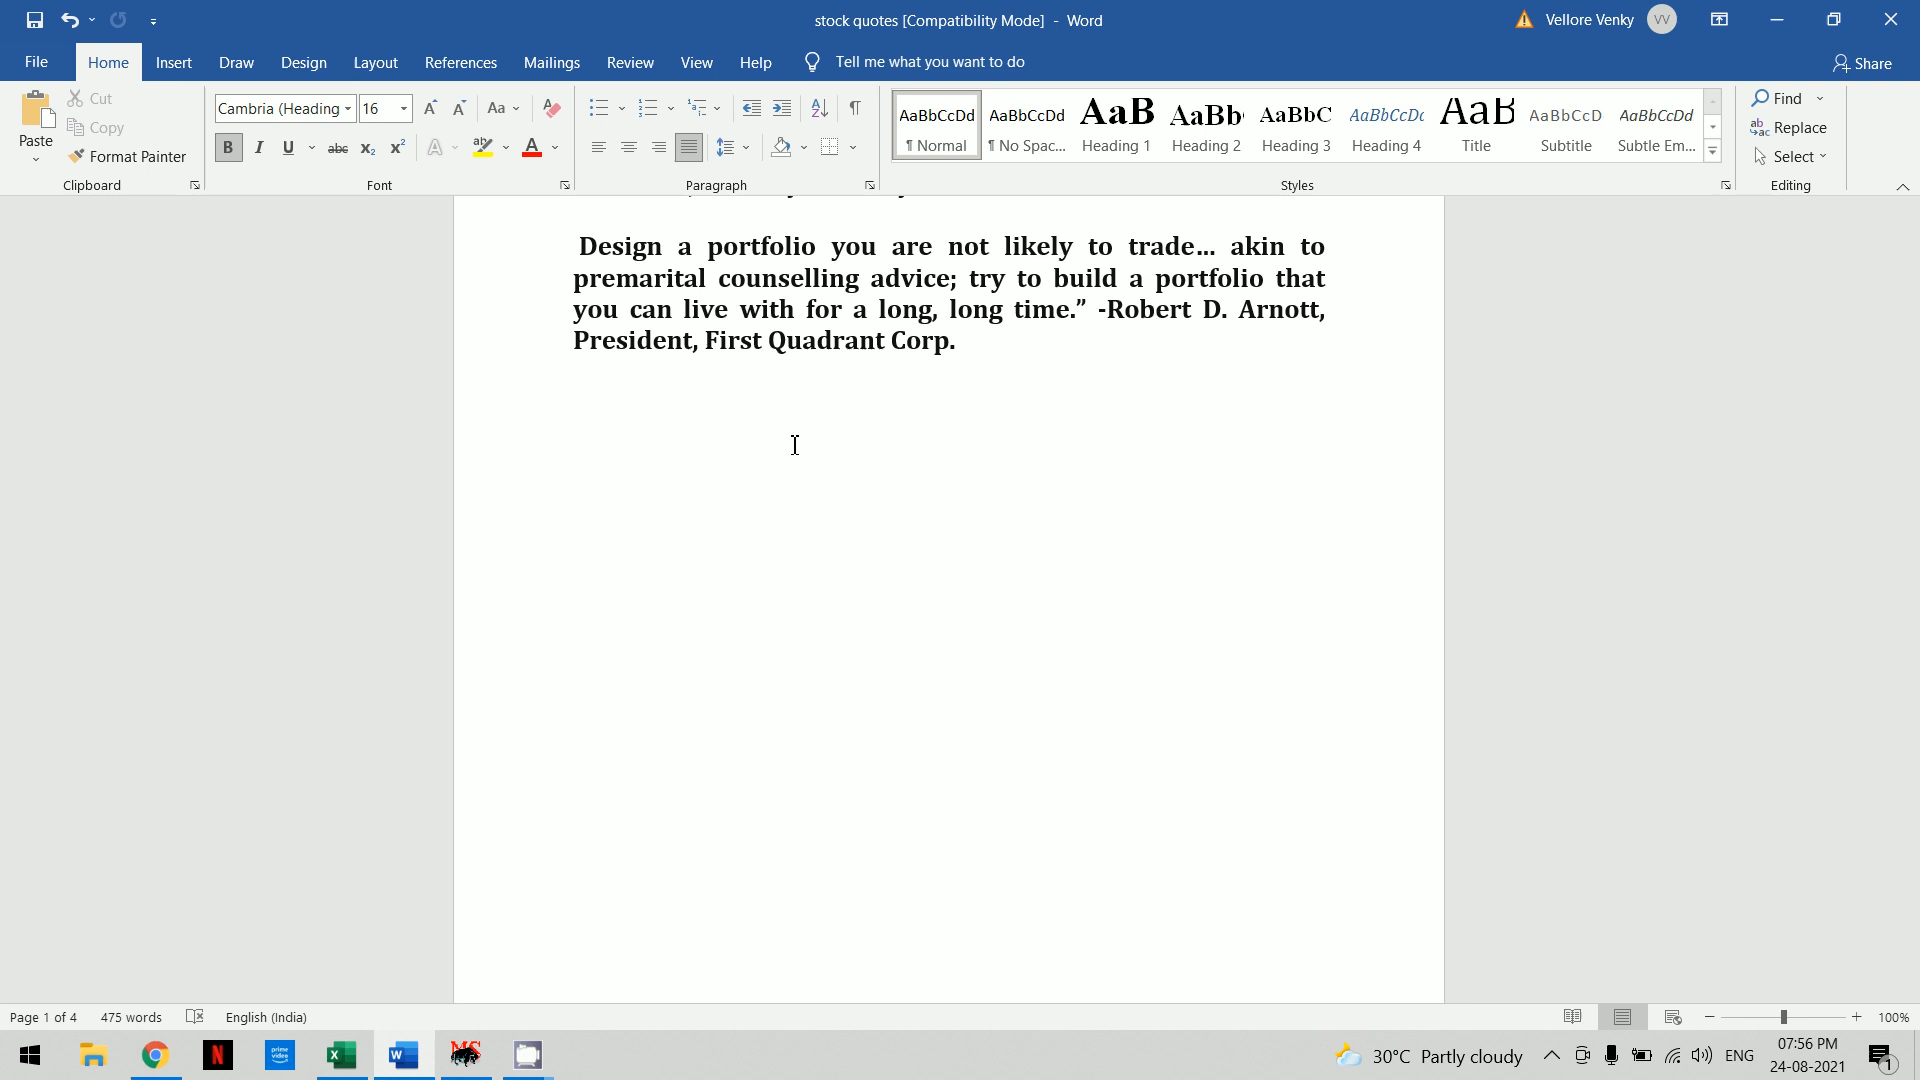 stock quotes [Compatibility Mode] - Word
Vellore Venky
VV
File Home Insert Draw Design Layout References Mailings Review View Help Tell me what you want to do
Share
Paste
Cut
Copy
Format Painter
Clipboard
Cambria (Heading
16
Font
Paragraph
AaBbCcDd AaBbCcDd AaB AaBb AaBbC AaBbCcDd AaB AaBbCcD AaBbCcDd
¶ Normal ¶ No Spac... Heading 1 Heading 2 Heading 3 Heading 4 Title Subtitle Subtle Em...
Styles
Find
Replace
Select
Editing
Design a portfolio you are not likely to trade… akin to
premarital counselling advice; try to build a portfolio that
you can live with for a long, long time.” -Robert D. Arnott,
President, First Quadrant Corp.
Page 1 of 4 475 words English (India)
100%
30°C Partly cloudy
ENG
07:56 PM
24-08-2021
1